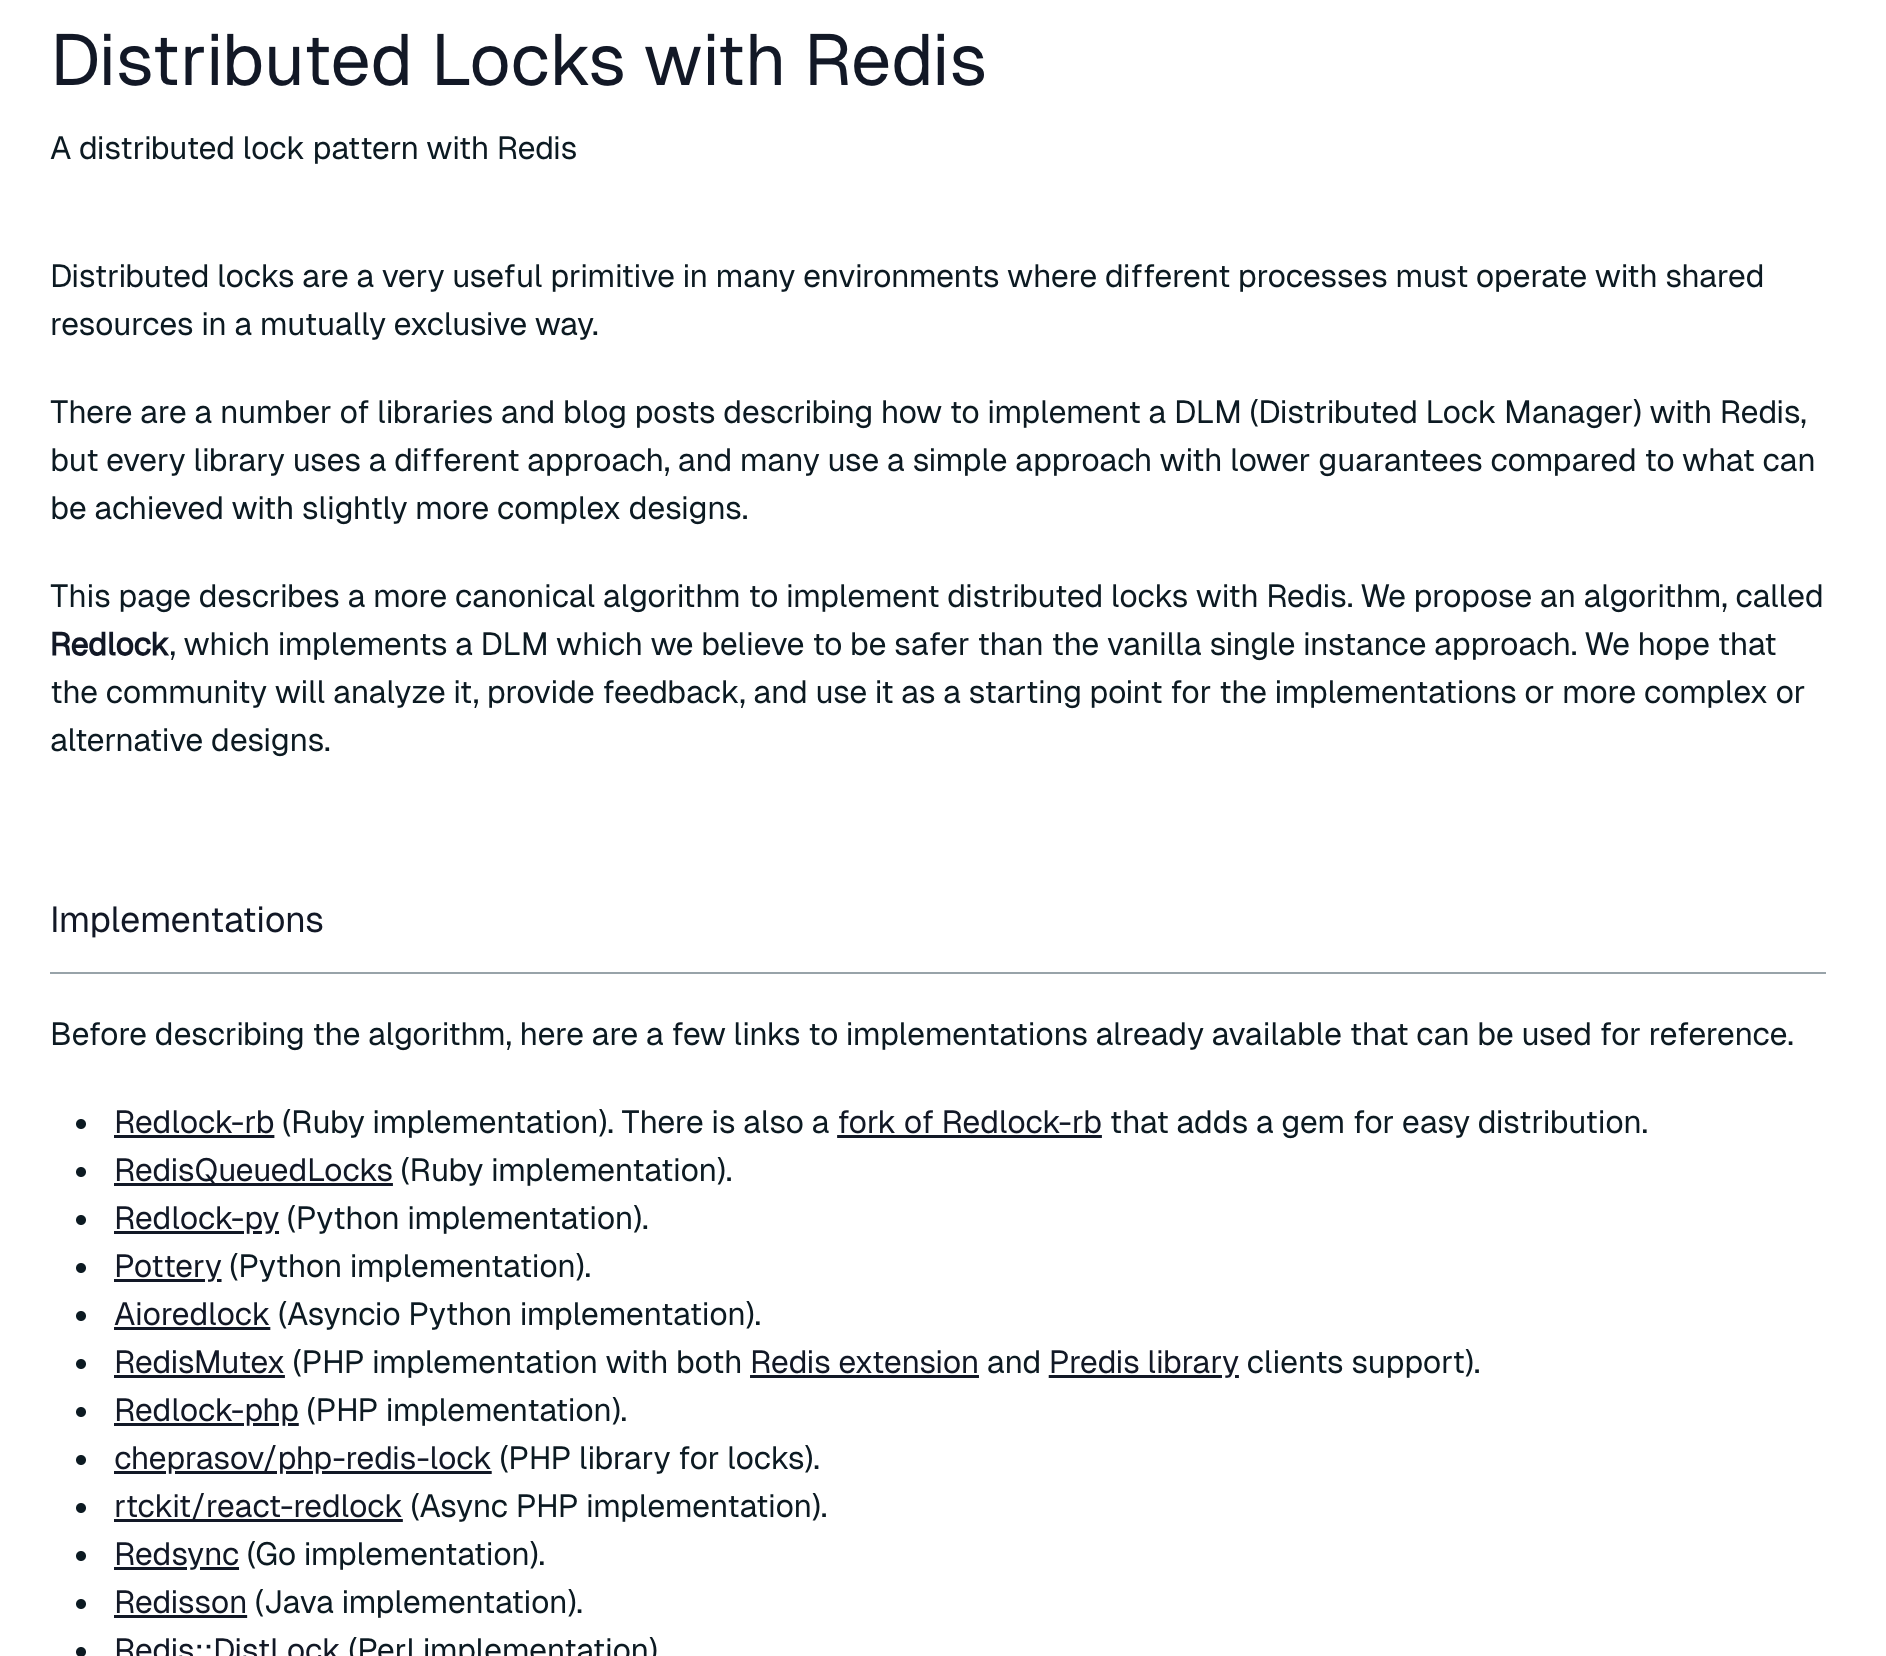 Distributed Locks with Redis
A distributed lock pattern with Redis
Distributed locks are a very useful primitive in many environments where different processes must operate with shared
resources in a mutually exclusive way.
There are a number of libraries and blog posts describing how to implement a DLM (Distributed Lock Manager) with Redis,
but every library uses a different approach, and many use a simple approach with lower guarantees compared to what can
be achieved with slightly more complex designs.
This page describes a more canonical algorithm to implement distributed locks with Redis. We propose an algorithm, called
Redlock, which implements a DLM which we believe to be safer than the vanilla single instance approach. We hope that
the community will analyze it, provide feedback, and use it as a starting point for the implementations or more complex or
alternative designs.
Implementations
Before describing the algorithm, here are a few links to implementations already available that can be used for reference.
• Redlock-rb (Ruby implementation). There is also a fork of Redlock-rb that adds a gem for easy distribution.
• RedisQueuedLocks (Ruby implementation).
• Redlock-py (Python implementation).
• Pottery (Python implementation).
• Aioredlock (Asyncio Python implementation).
• RedisMutex (PHP implementation with both Redis extension and Predis library clients support).
• Redlock-php (PHP implementation).
• cheprasov/php-redis-lock (PHP library for locks).
• rtckit/react-redlock (Async PHP implementation).
• Redsync (Go implementation).
• Redisson (Java implementation).
• Redis::DistLock (Perl implementation)